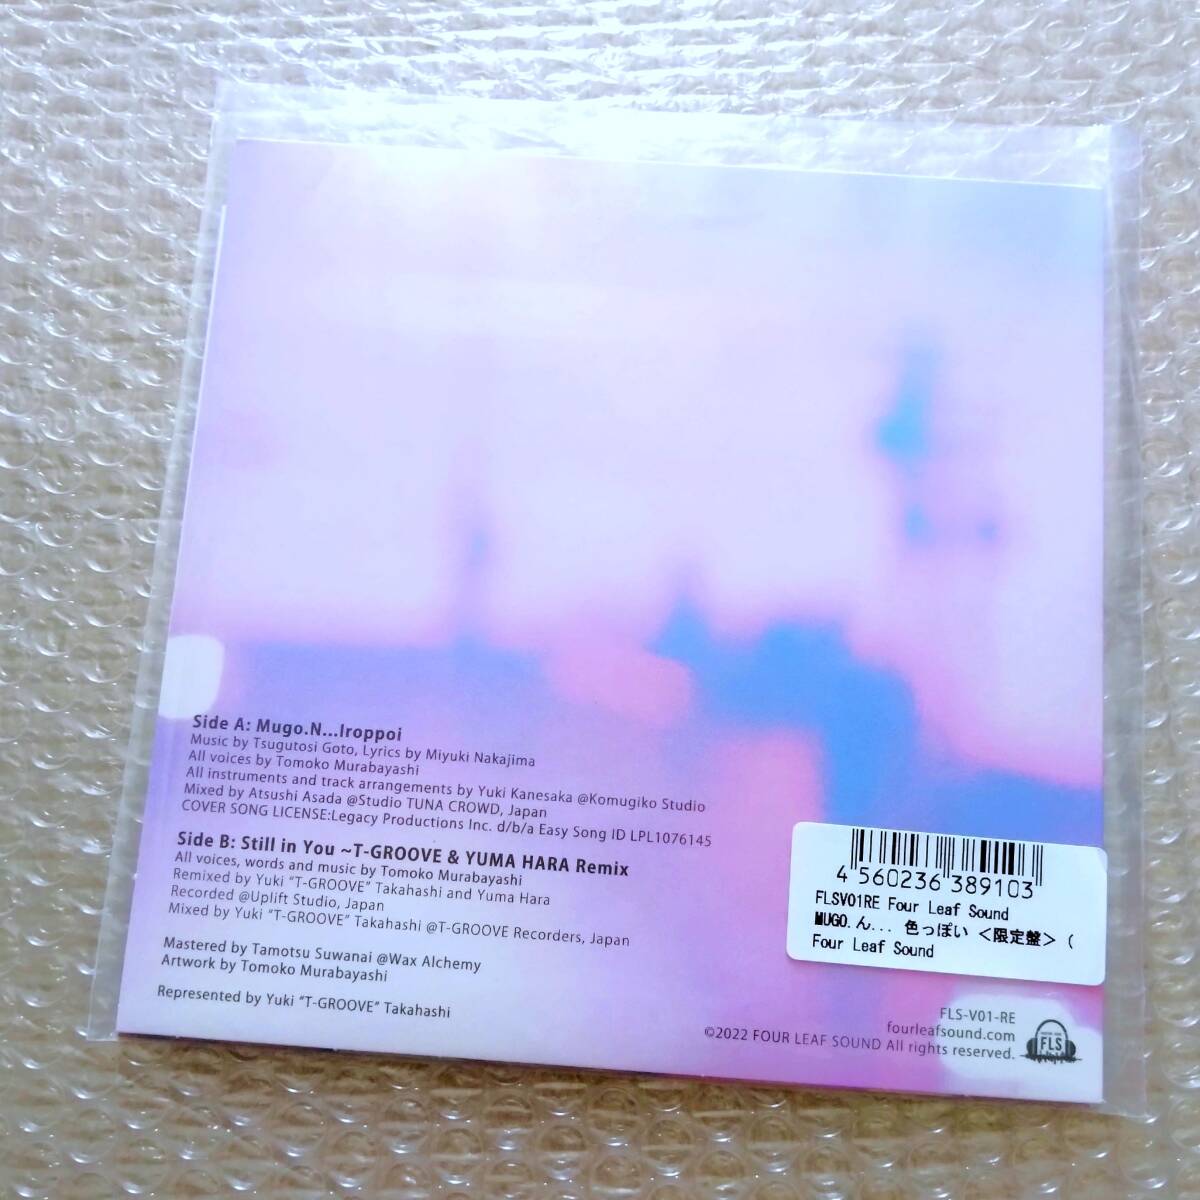 Side A: Mugo.N...Iroppoi
Music by Tsugutosi Goto, Lyrics by Miyuki Nakajima
All voices by Tomoko Murabayashi
All instruments and track arrangements by Yuki Kanesaka @Komugiko Studio
Mixed by Atsushi Asada @Studio TUNA CROWD, Japan
COVER SONG LICENSE:Legacy Productions Inc. d/b/a Easy Song ID LPL1076145
Side B: Still in You ~T-GROOVE & YUMA HARA Remix
All voices, words and music by Tomoko Murabayashi
Remixed by Yuki “T-GROOVE” Takahashi and Yuma Hara
Recorded @Uplift Studio, Japan
Mixed by Yuki “T-GROOVE” Takahashi @T-GROOVE Recorders, Japan
Mastered by Tamotsu Suwanai @Wax Alchemy
Artwork by Tomoko Murabayashi
Represented by Yuki “T-GROOVE” Takahashi
4 560236 389103
FLSV01RE Four Leaf Sound
MUGO.ん... 色っぽい <限定盤> (
Four Leaf Sound
FLS-V01-RE
fourleafsound.com
©2022 FOUR LEAF SOUND All rights reserved.
FLS